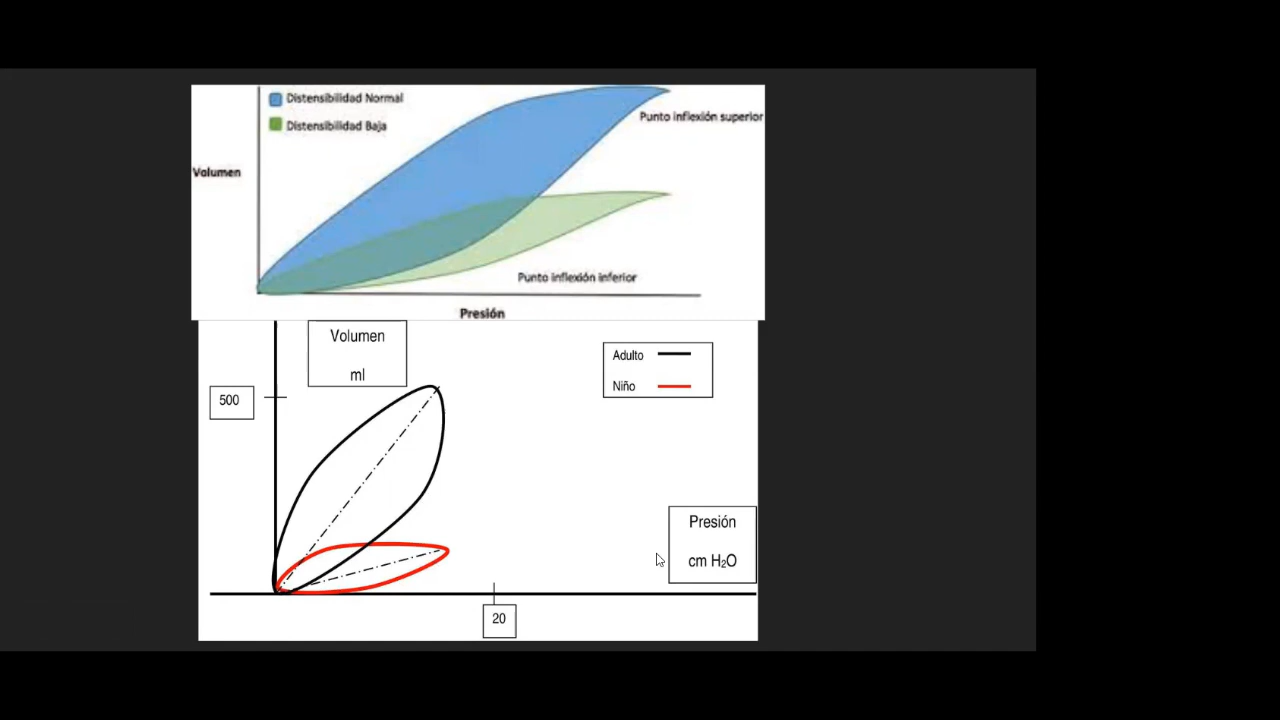 Distensibilidad Normal
Distensibilidad Baja
Punto inflexión superior
Volumen
Punto inflexión inferior
Presión
Volumen
ml
Adulto
Niño
500
Presión
cm H₂O
20